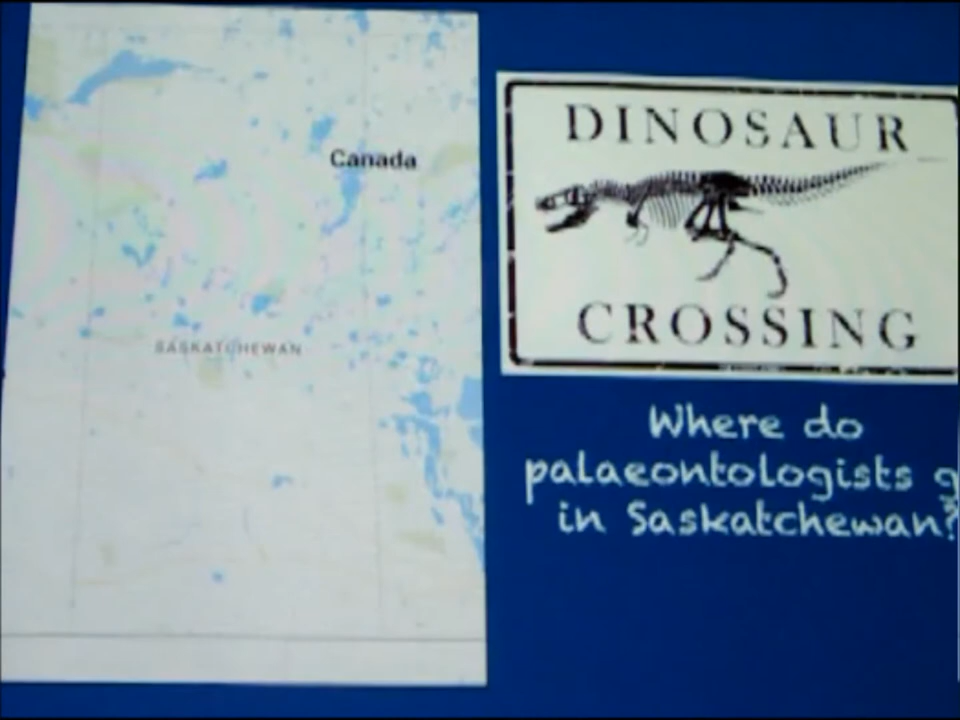 Canada
SASKATCHEWAN
DINOSAUR
CROSSING
Where do
palaeontologists
in Saskatchewan?